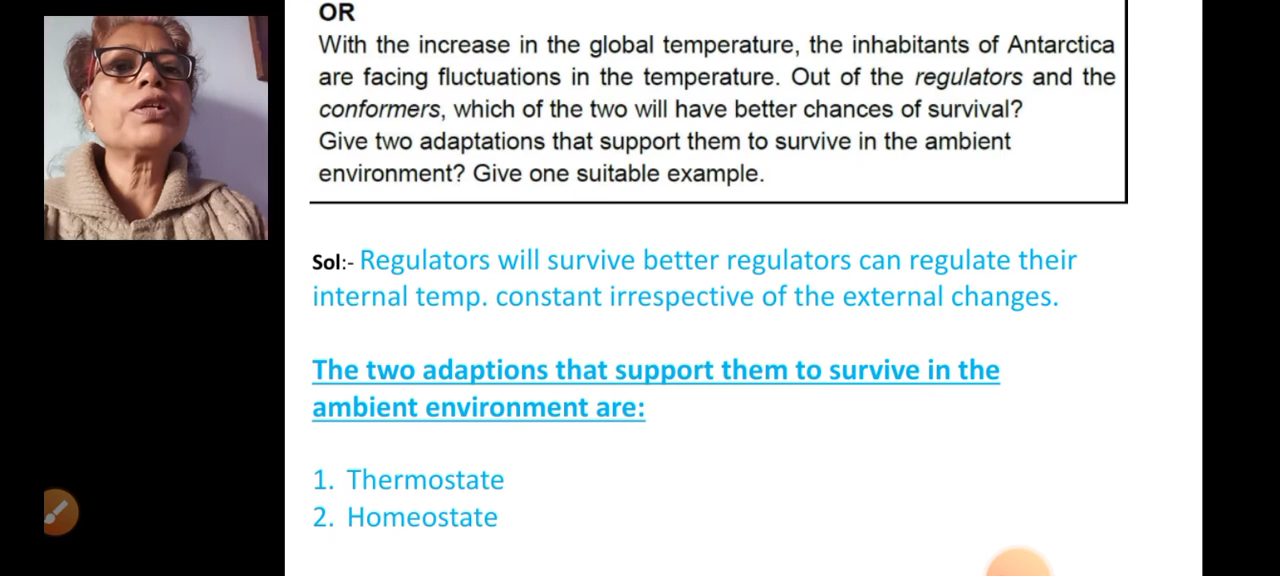 OR
With the increase in the global temperature, the inhabitants of Antarctica
are facing fluctuations in the temperature. Out of the regulators and the
conformers, which of the two will have better chances of survival?
Give two adaptations that support them to survive in the ambient
environment? Give one suitable example.
Sol:- Regulators will survive better regulators can regulate their
internal temp. constant irrespective of the external changes.
The two adaptions that support them to survive in the
ambient environment are:
1. Thermostate
2. Homeostate